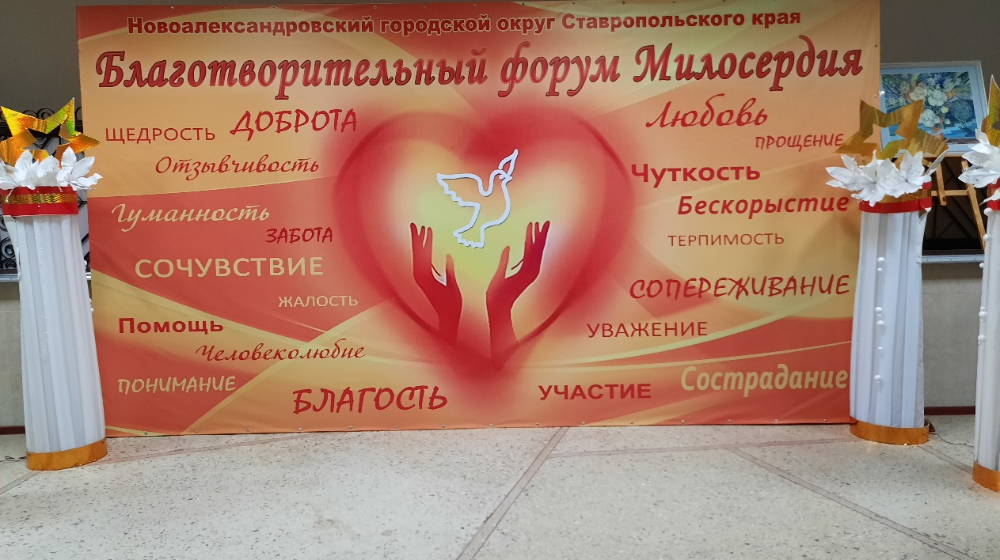 Новоалександровский городской округ Ставропольского края
Благотворительный форум Милосердия
ЩЕДРОСТЬ
ДОБРОТА
Отзывчивость
Гуманность
ЗАБОТА
СОЧУВСТВИЕ
ЖАЛОСТЬ
Помощь
Человеколюбие
ПОНИМАНИЕ
БЛАГОСТЬ
Любовь
ПРОЩЕНИЕ
Чуткость
Бескорыстие
ТЕРПИМОСТЬ
СОПЕРЕЖИВАНИЕ
УВАЖЕНИЕ
Сострадание
УЧАСТИЕ